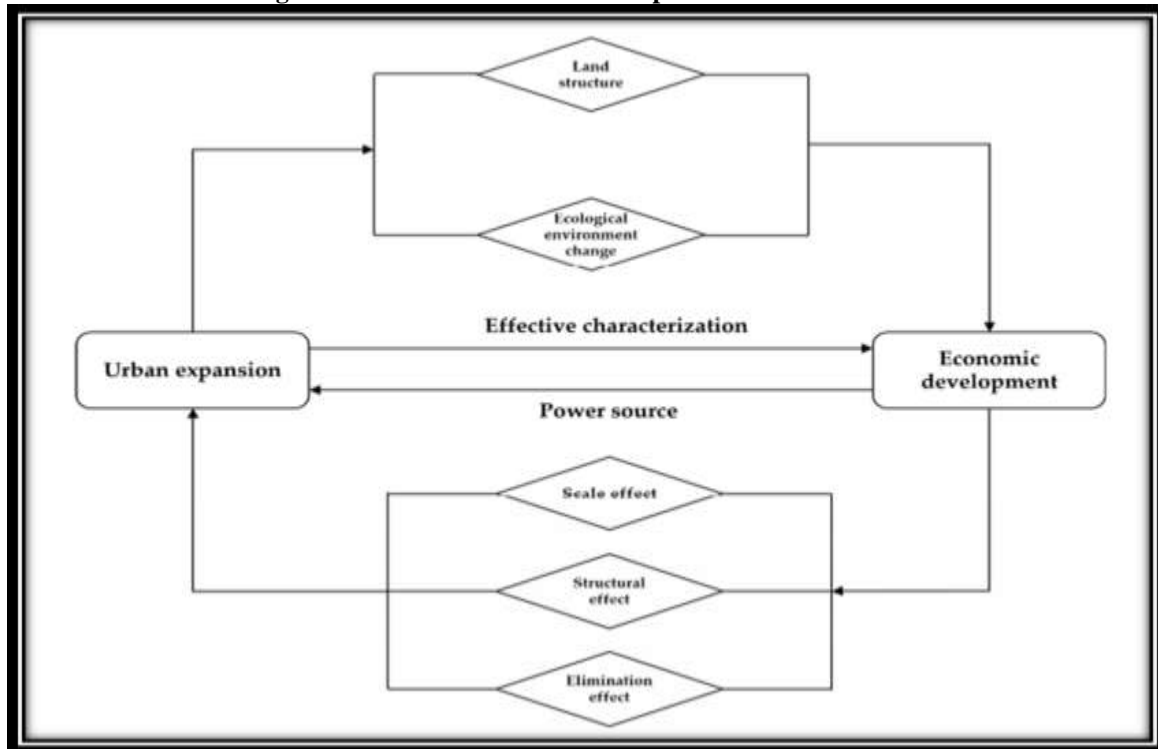 Land
structure
Ecological
environment
change
Effective characterization
Urban expansion
Economic
development
Power source
Scale effect
Structural
effect
Elimination
effect